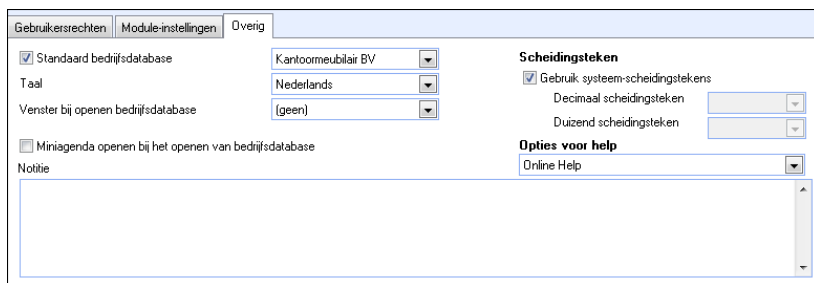 Gebruikersrechten Module-instellingen Overig
Standaard bedrijfsdatabase Kantoormeubilair BV
Taal Nederlands
Venster bij openen bedrijfsdatabase (geen)
Miniagenda openen bij het openen van bedrijfsdatabase
Scheidingsteken
Gebruik systeem-scheidingstekens
Decimaal scheidingsteken
Duizend scheidingsteken
Opties voor help
Online Help
Notitie